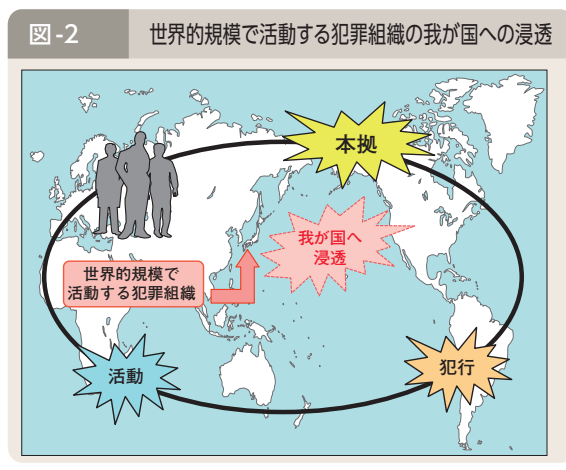 図-2
世界的規模で活動する犯罪組織の我が国への浸透
本拠
我が国へ
浸透
世界的規模で
活動する犯罪組織
活動
犯行